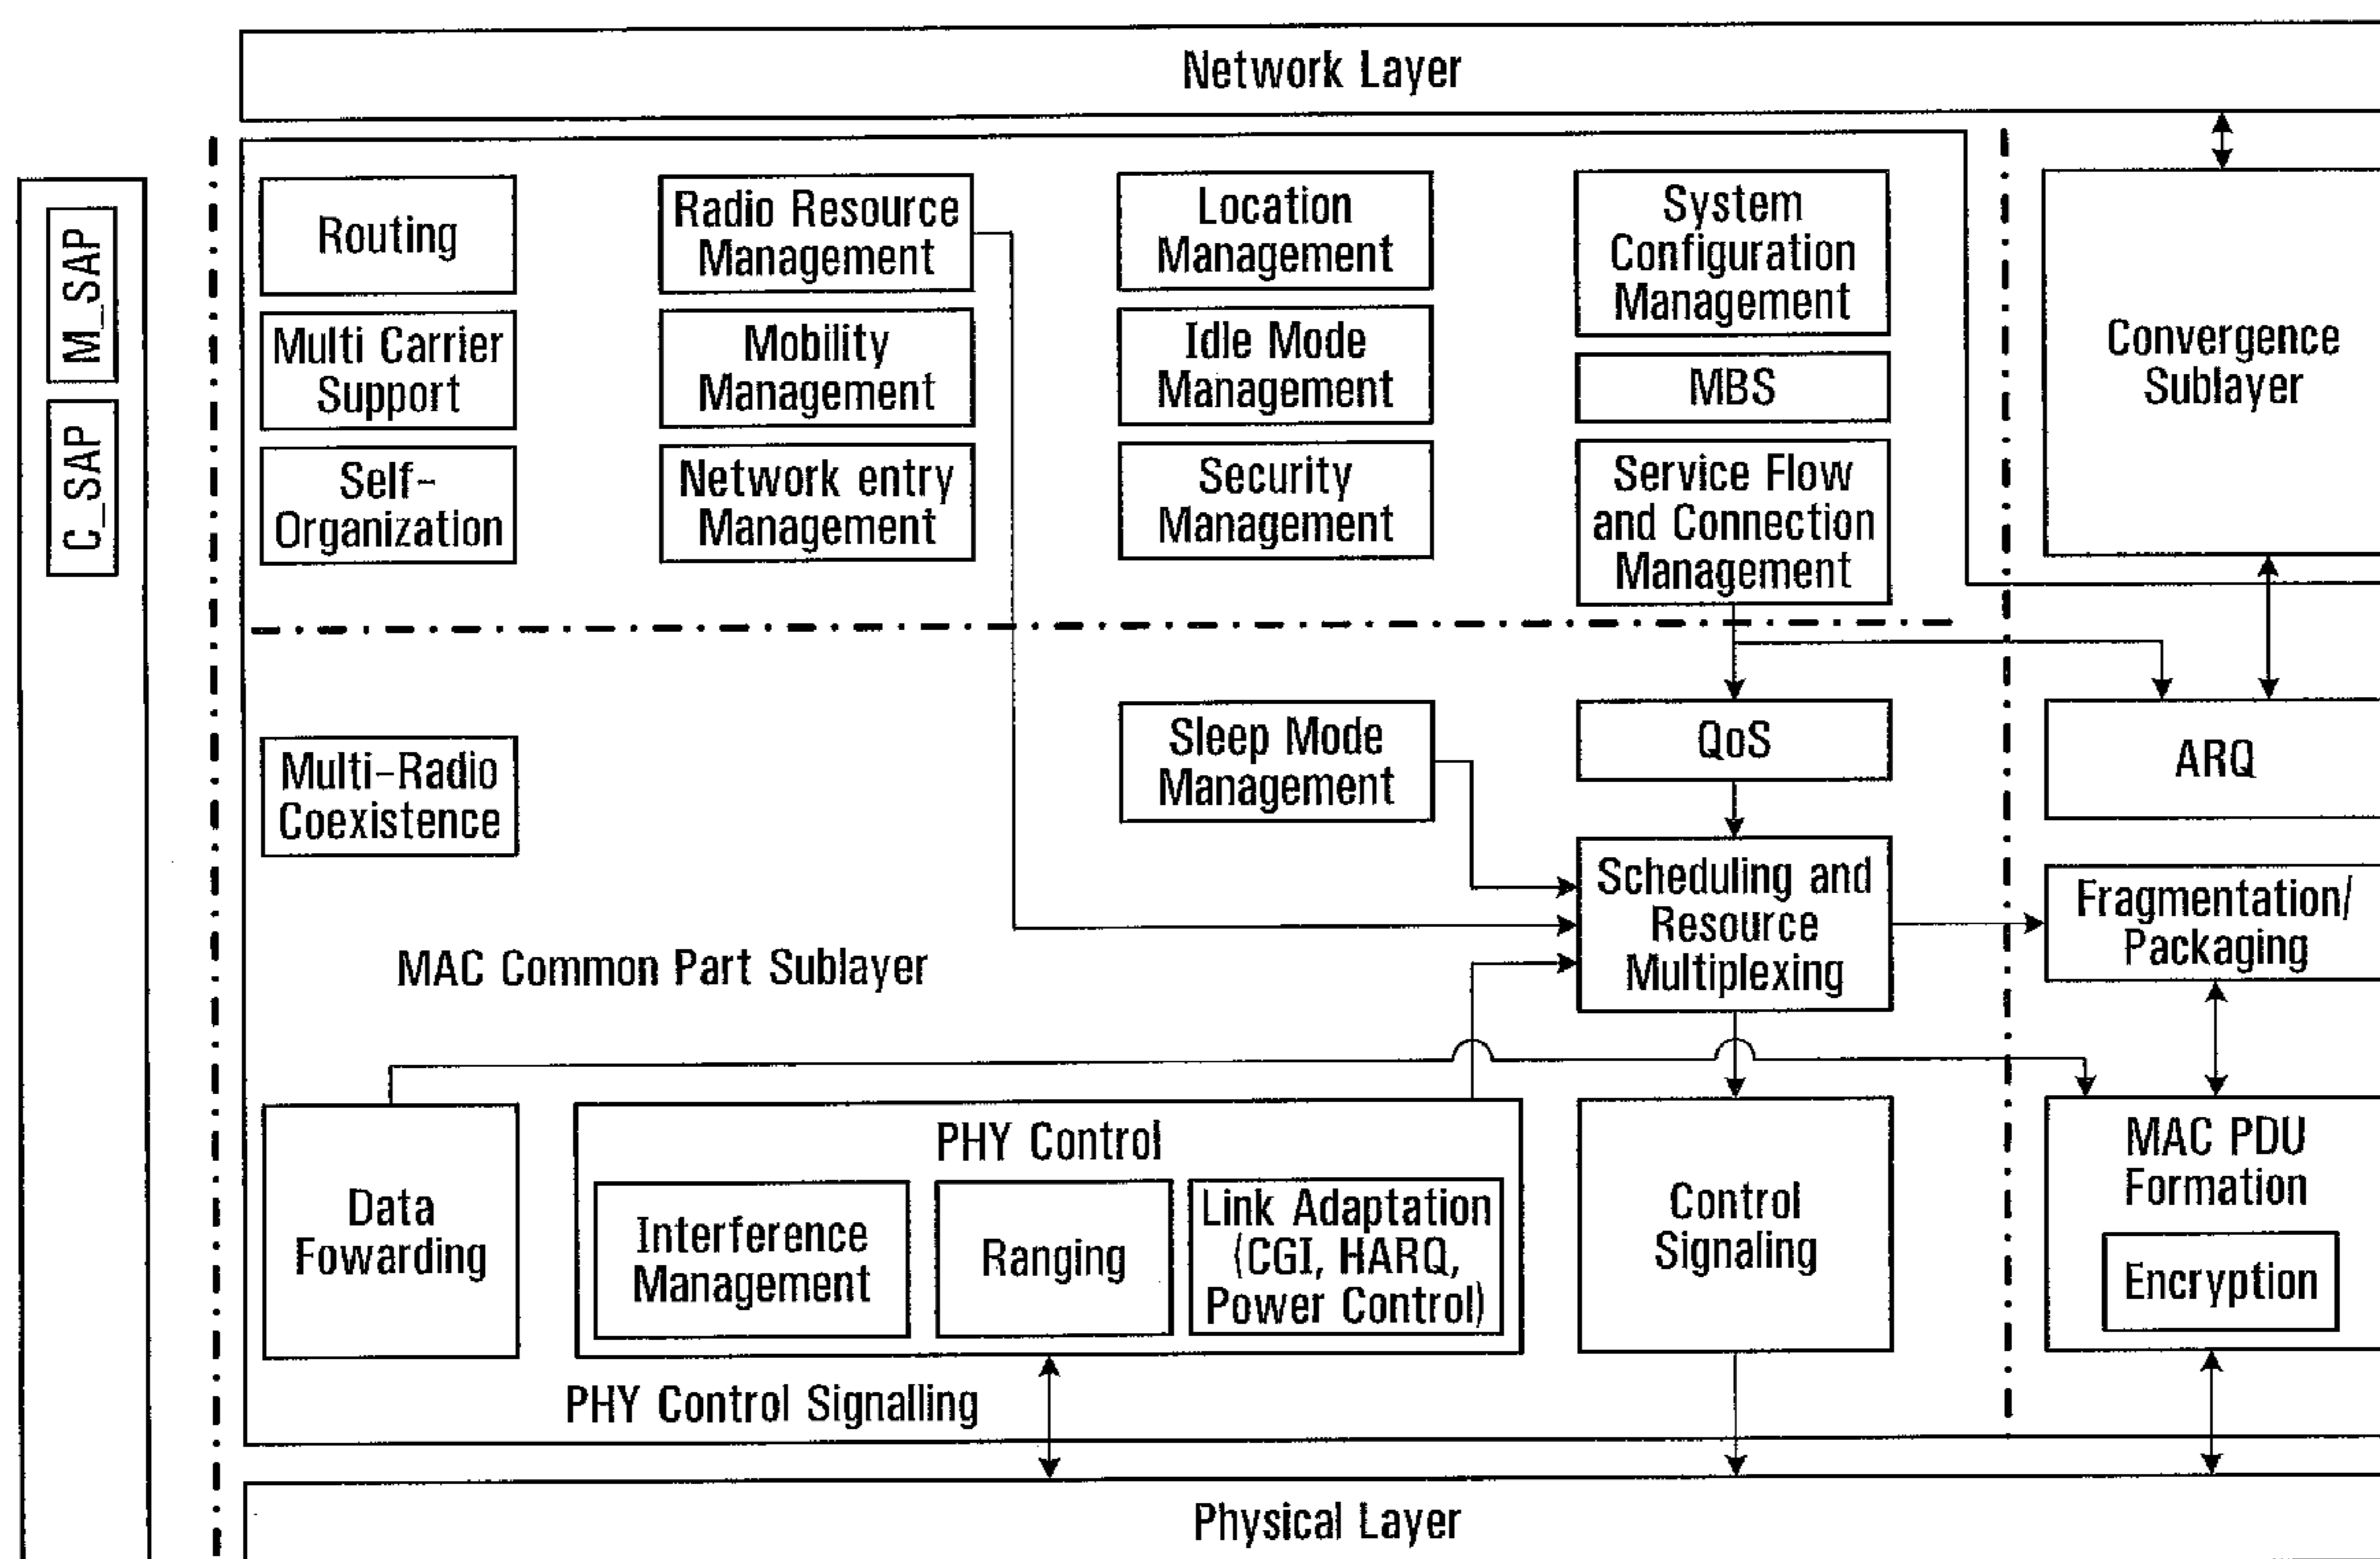 Network Layer
M_SAP
C_SAP
Routing
Radio Resource
Management
Location
Management
System
Configuration
Management
Convergence
Sublayer
Multi Carrier
Support
Mobility
Management
Idle Mode
Management
MBS
Self-
Organization
Network entry
Management
Security
Management
Service Flow
and Connection
Management
Multi-Radio
Coexistence
Sleep Mode
Management
QoS
ARQ
Scheduling and
Resource
Multiplexing
Fragmentation/
Packaging
MAC Common Part Sublayer
Data
Fowarding
PHY Control
Interference
Management
Ranging
Link Adaptation
(CGI, HARQ,
Power Control)
Control
Signaling
MAC PDU
Formation
Encryption
PHY Control Signalling
Physical Layer